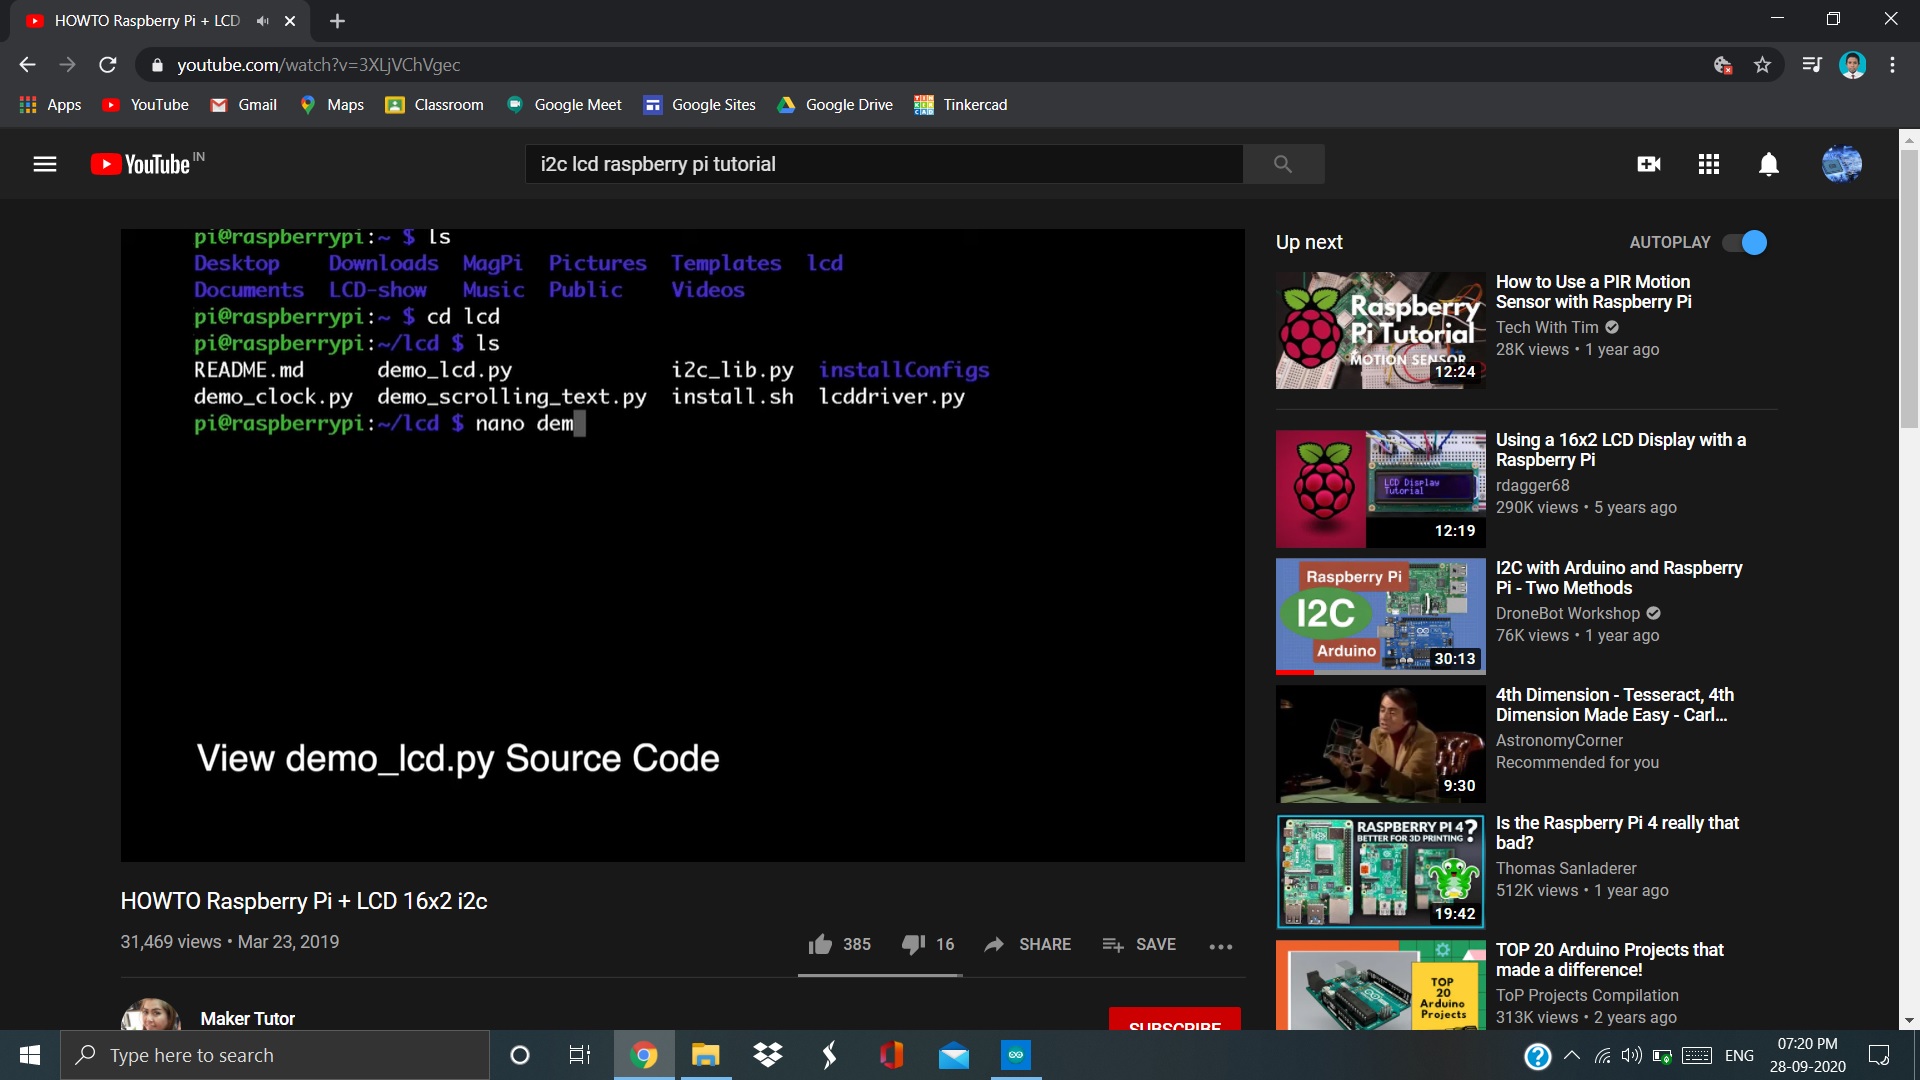 HOWTO Raspberry Pi + LCD
youtube.com/watch?v=3XLjVChVgec
Apps YouTube Gmail Maps Classroom Google Meet Google Sites Google Drive Tinkercad
YouTube IN
i2c lcd raspberry pi tutorial
pi@raspberrypi:~ $ ls
Desktop Downloads MagPi Pictures Templates lcd
Documents LCD-show Music Public Videos
pi@raspberrypi:~ $ cd lcd
pi@raspberrypi:~/lcd $ ls
README.md demo_lcd.py i2c_lib.py installConfigs
demo_clock.py demo_scrolling_text.py install.sh lcddriver.py
pi@raspberrypi:~/lcd $ nano dem
View demo_lcd.py Source Code
HOWTO Raspberry Pi + LCD 16x2 i2c
31,469 views • Mar 23, 2019
385 16 SHARE SAVE
Maker Tutor
SUBSCRIBE
Up next
AUTOPLAY
Raspberry
Pi Tutorial
MOTION SENSOR
12:24
How to Use a PIR Motion
Sensor with Raspberry Pi
Tech With Tim
28K views • 1 year ago
LCD Display
Tutorial
12:19
Using a 16x2 LCD Display with a
Raspberry Pi
rdagger68
290K views • 5 years ago
Raspberry Pi
I2C
Arduino
30:13
I2C with Arduino and Raspberry
Pi - Two Methods
DroneBot Workshop
76K views • 1 year ago
9:30
4th Dimension - Tesseract, 4th
Dimension Made Easy - Carl...
AstronomyCorner
Recommended for you
RASPBERRY PI 4?
BETTER FOR 3D PRINTING
19:42
Is the Raspberry Pi 4 really that
bad?
Thomas Sanladerer
512K views • 1 year ago
TOP
20
Arduino
Projects
TOP 20 Arduino Projects that
made a difference!
ToP Projects Compilation
313K views • 2 years ago
Type here to search
ENG
07:20 PM
28-09-2020